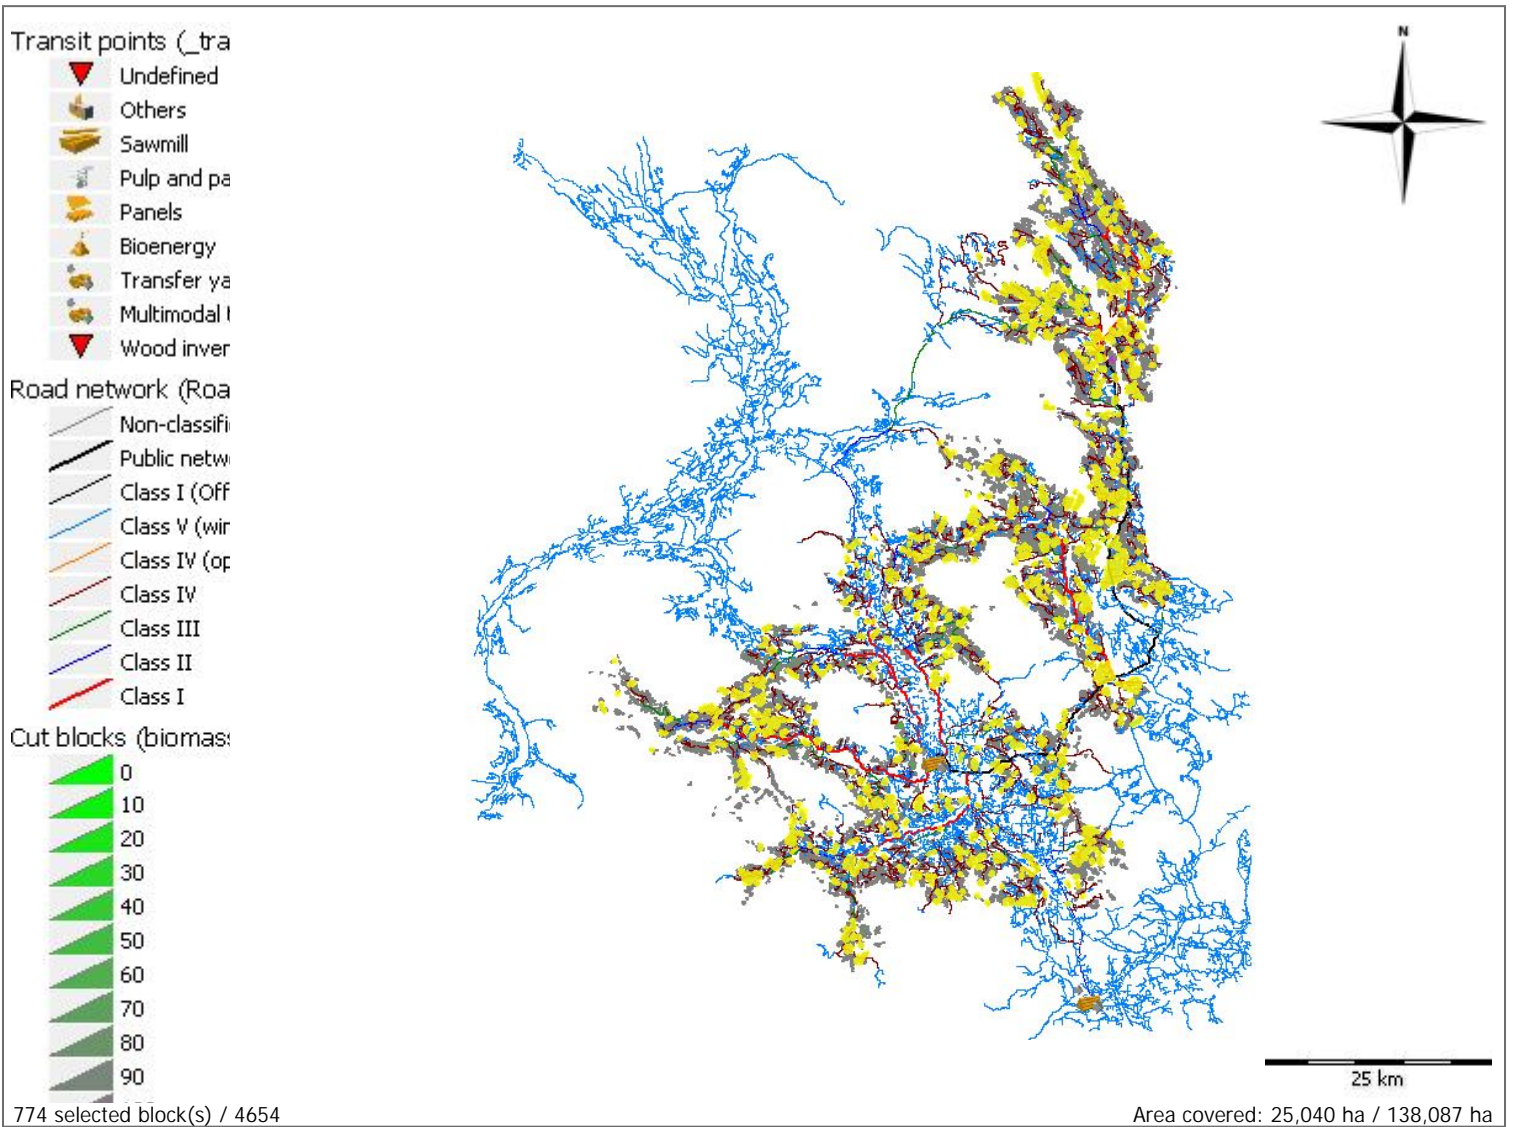 Transit points (_tra
Undefined
Others
Sawmill
Pulp and pa
Panels
Bioenergy
Transfer ya
Multimodal t
Wood inver
Road network (Roa
Non-classifi
Public netw
Class I (Off
Class V (wir
Class IV (op
Class IV
Class III
Class II
Class I
Cut blocks (biomas
0
10
20
30
40
50
60
70
80
90
774 selected block(s) / 4654
N
25 km
Area covered: 25,040 ha / 138,087 ha